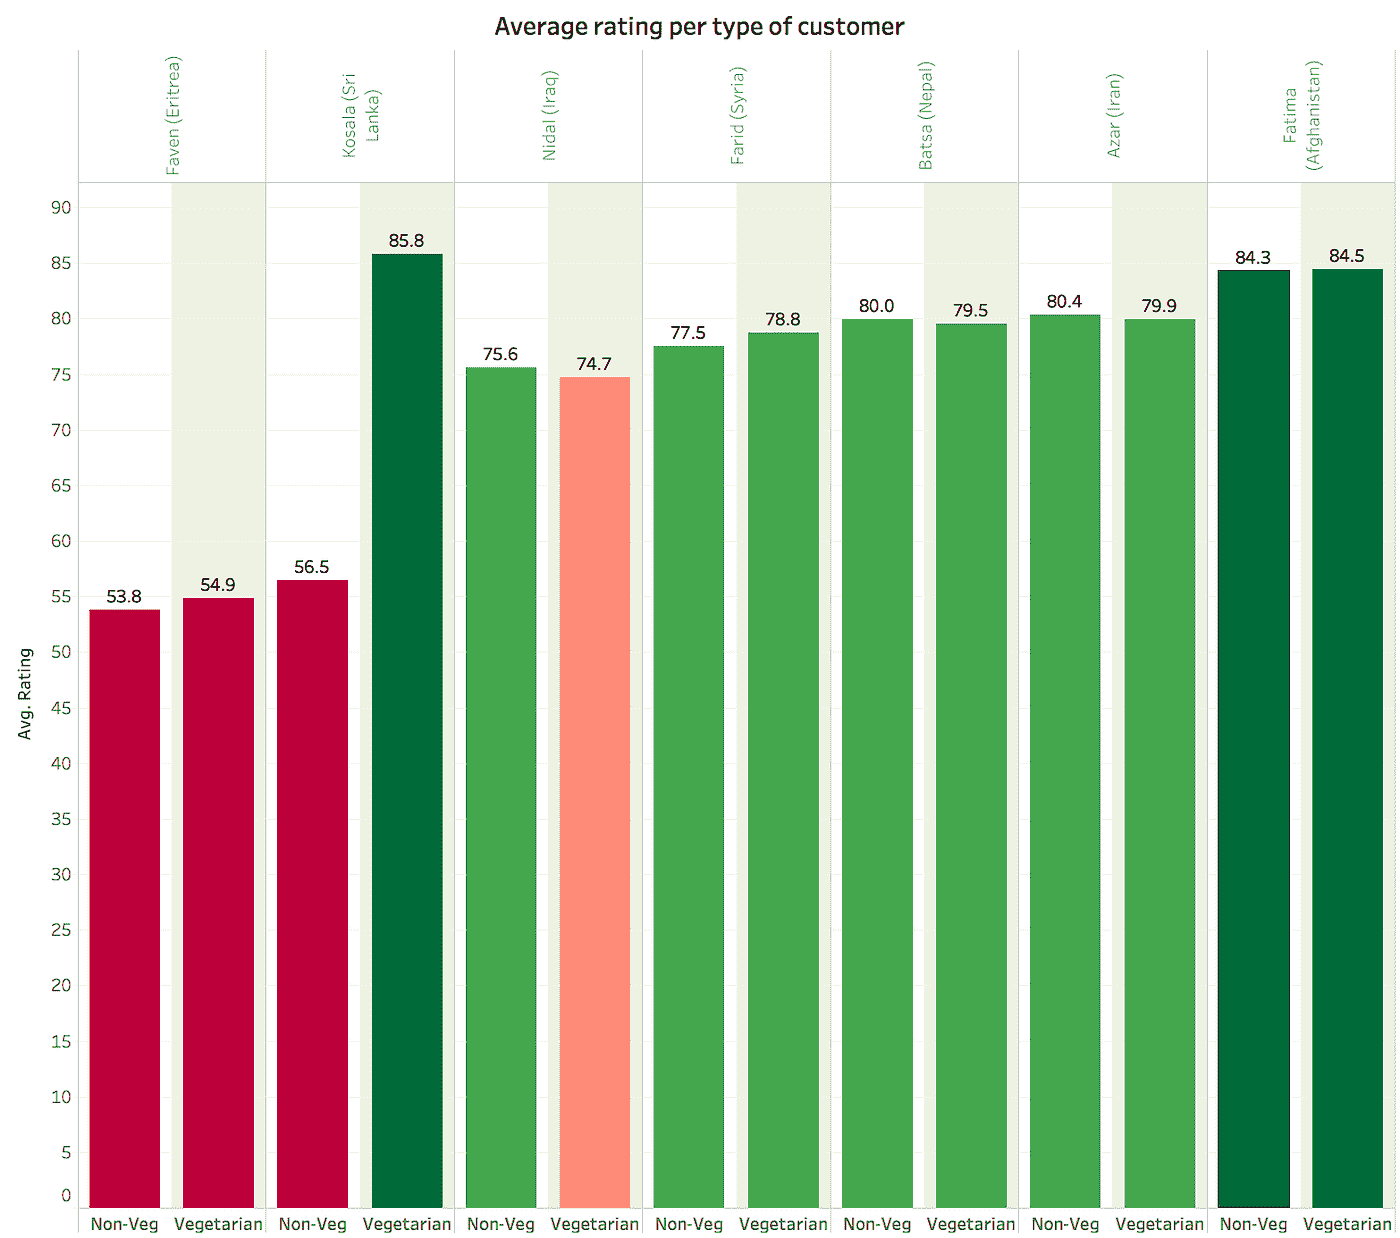 Average rating per type of customer
Faven (Eritrea)
Kosala (Sri
Lanka)
Nidal (Iraq)
Farid (Syria)
Batsa (Nepal)
Azar (Iran)
Fatima
(Afghanistan)
Avg. Rating
90
85
80
75
70
65
60
55
50
45
40
35
30
25
20
15
10
5
0
53.8
54.9
56.5
85.8
75.6
74.7
77.5
78.8
80.0
79.5
80.4
79.9
84.3
84.5
Non-Veg Vegetarian Non-Veg Vegetarian Non-Veg Vegetarian Non-Veg Vegetarian Non-Veg Vegetarian Non-Veg Vegetarian Non-Veg Vegetarian